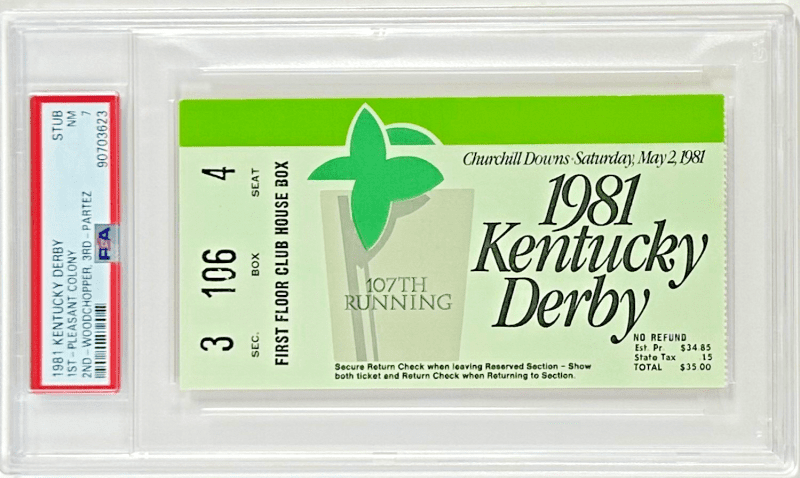 1981 KENTUCKY DERBY STUB
1ST - PLEASANT COLONY NM
2ND - WOODCHOPPER, 3RD - PARTEZ 7
PSA 90703623
3 106 4
SEC. BOX SEAT
FIRST FLOOR CLUB HOUSE BOX
107TH
RUNNING
Churchill Downs · Saturday, May 2, 1981
1981
Kentucky
Derby
NO REFUND
Est. Pr $34.85
State Tax .15
TOTAL $35.00
Secure Return Check when leaving Reserved Section – Show
both ticket and Return Check when Returning to Section.